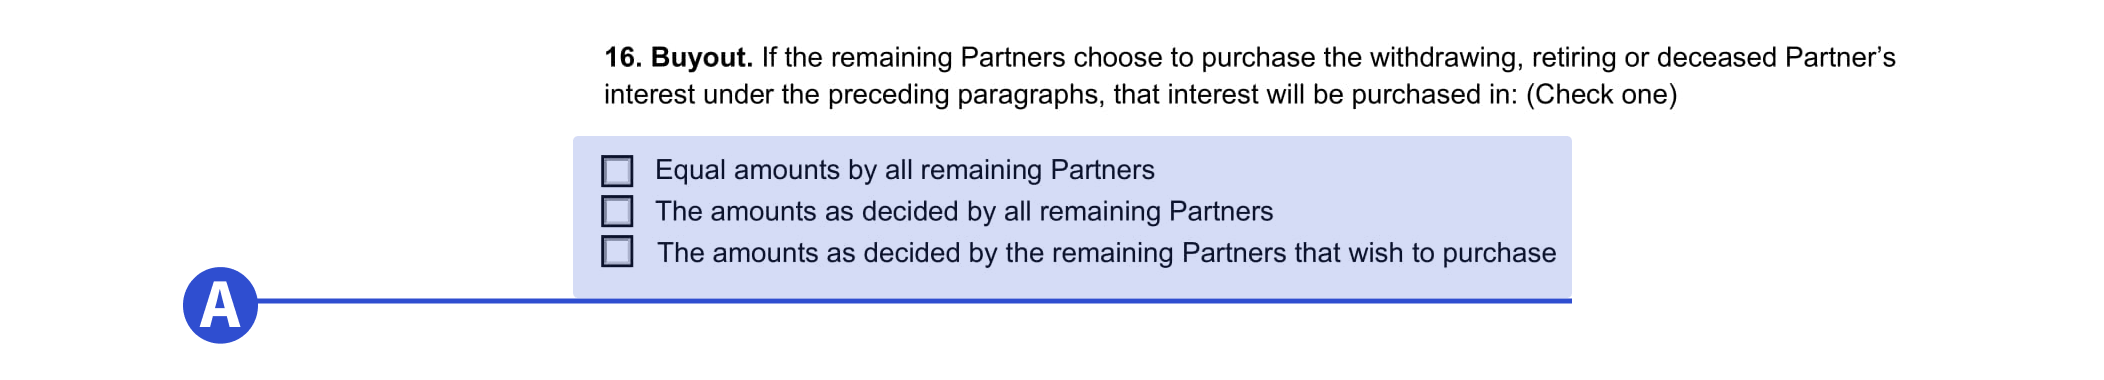 16. Buyout. If the remaining Partners choose to purchase the withdrawing, retiring or deceased Partner’s
interest under the preceding paragraphs, that interest will be purchased in: (Check one)
Equal amounts by all remaining Partners
The amounts as decided by all remaining Partners
The amounts as decided by the remaining Partners that wish to purchase
A